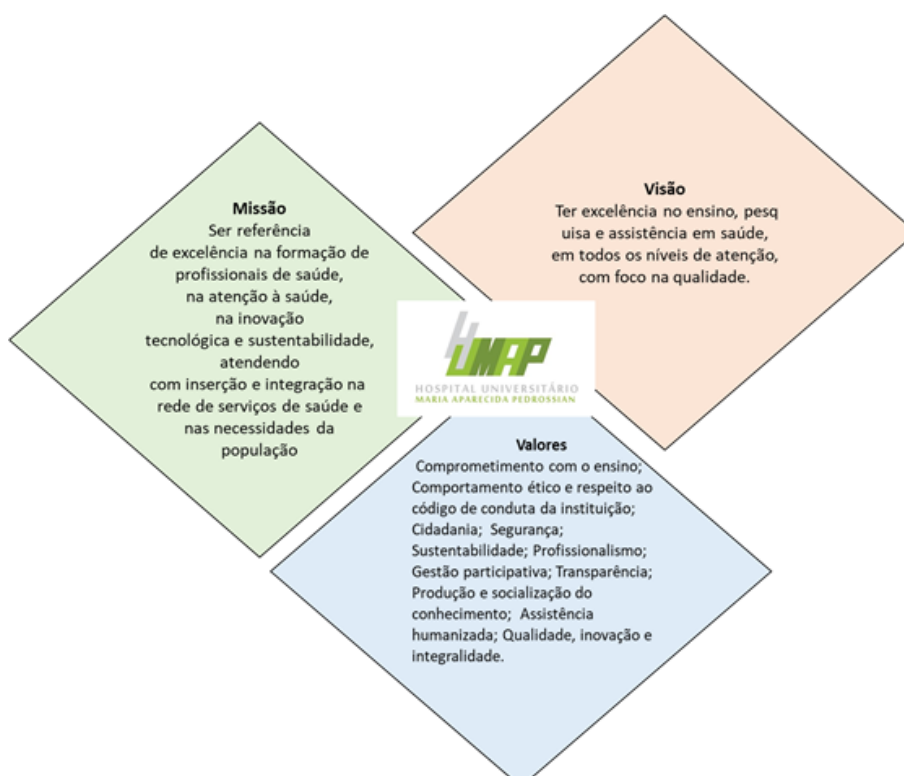 Missão
Ser referência
de excelência na formação de
profissionais de saúde,
na atenção à saúde,
na inovação
tecnológica e sustentabilidade,
atendendo
com inserção e integração na
rede de serviços de saúde e
nas necessidades da
população
Visão
Ter excelência no ensino, pesq
uisa e assistência em saúde,
em todos os níveis de atenção,
com foco na qualidade.
HUMAP
HOSPITAL UNIVERSITÁRIO
MARIA APARECIDA PEDROSSIAN
Valores
Comprometimento com o ensino;
Comportamento ético e respeito ao
código de conduta da instituição;
Cidadania; Segurança;
Sustentabilidade; Profissionalismo;
Gestão participativa; Transparência;
Produção e socialização do
conhecimento; Assistência
humanizada; Qualidade, inovação e
integralidade.